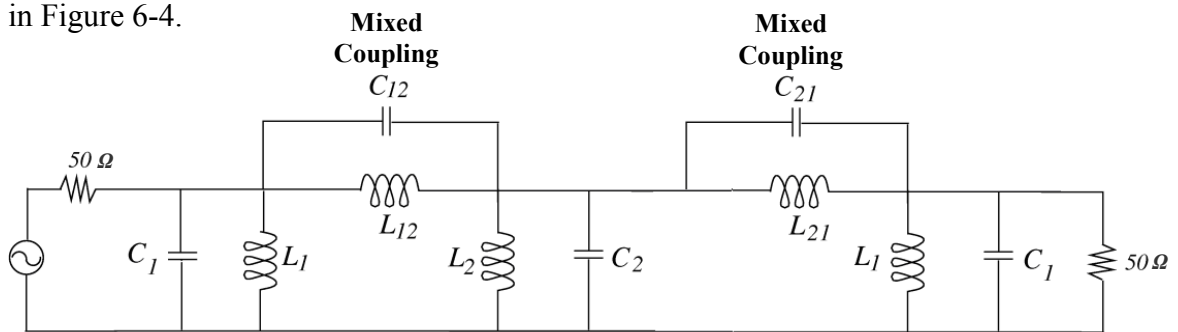 in Figure 6-4.
Mixed
Coupling
C12
Mixed
Coupling
C21
50 Ω
L12
L21
C1
L1
L2
C2
L1
C1
50 Ω